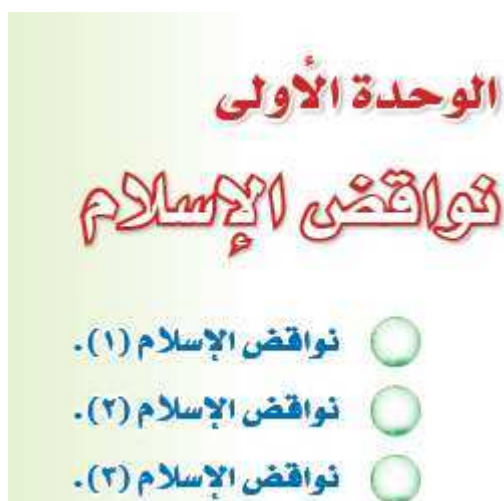 الوحدة الأولى
نواقض الإسلام
نواقض الإسلام (١).
نواقض الإسلام (٢).
نواقض الإسلام (٣).